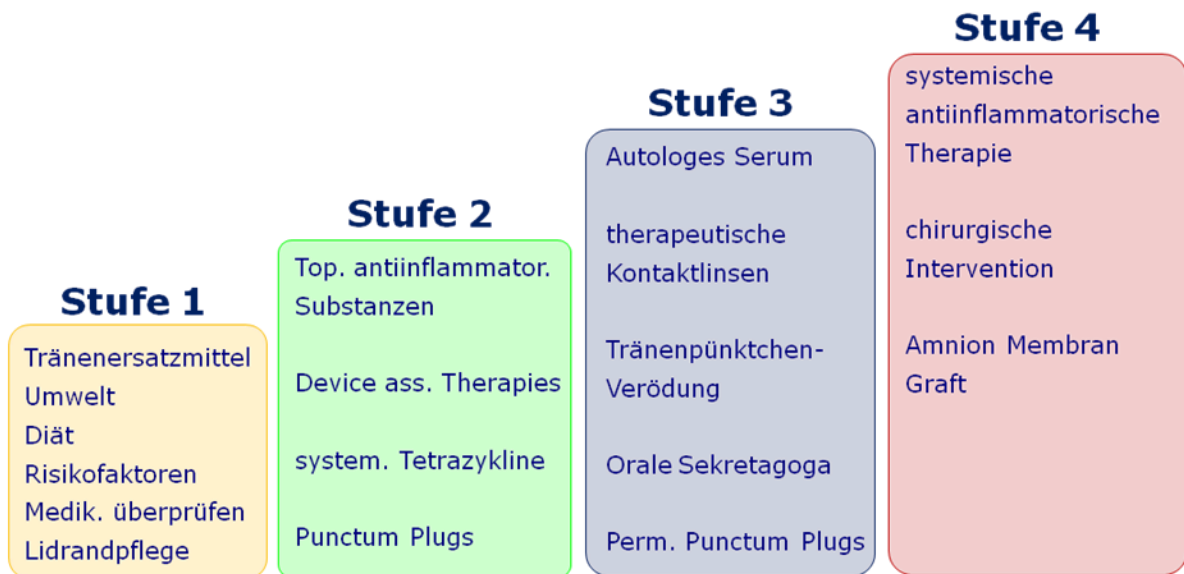 Stufe 1
Tränenersatzmittel
Umwelt
Diät
Risikofaktoren
Medik. überprüfen
Lidrandpflege
Stufe 2
Top. antiinflammator.
Substanzen
Device ass. Therapies
system. Tetrazykline
Punctum Plugs
Stufe 3
Autologes Serum
therapeutische
Kontaktlinsen
Tränenpünktchen-
Verödung
Orale Sekretagoga
Perm. Punctum Plugs
Stufe 4
systemische
antiinflammatorische
Therapie
chirurgische
Intervention
Amnion Membran
Graft